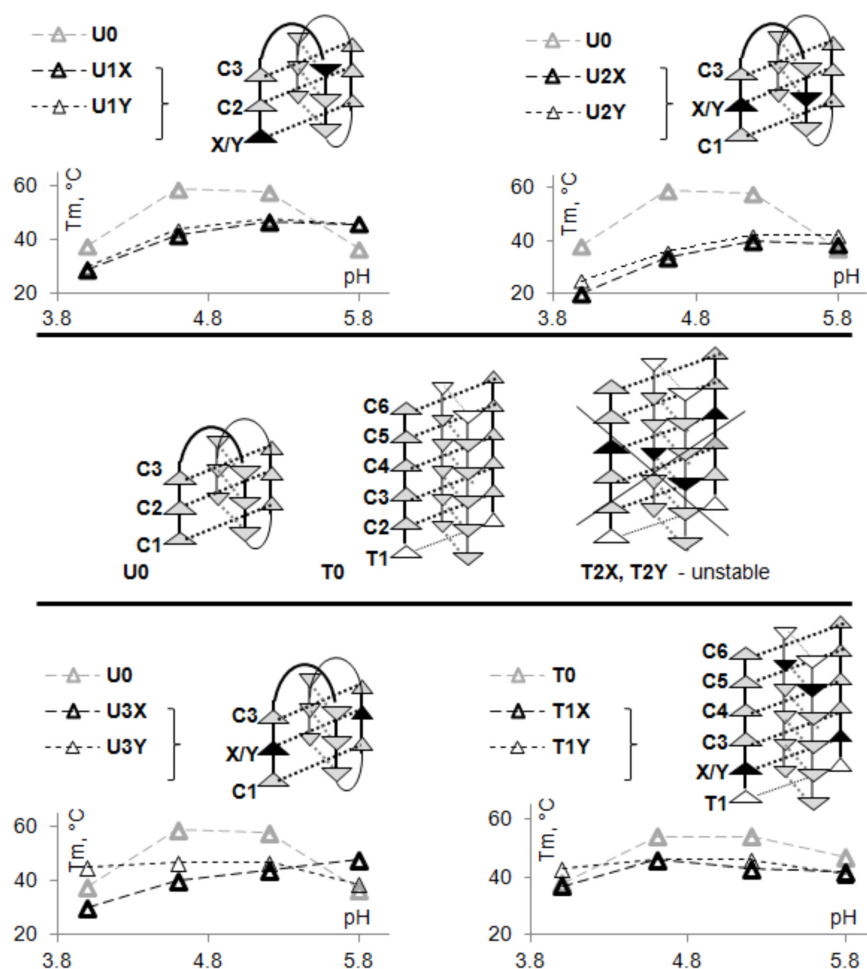 U0
U1X
U1Y
C3
C2
X/Y
60
40
20
Tm, °C
pH
3.8
4.8
5.8
U0
U2X
U2Y
C3
X/Y
C1
60
40
20
Tm, °C
pH
3.8
4.8
5.8
C3
C2
C1
U0
C6
C5
C4
C3
C2
T1
T0
T2X, T2Y - unstable
U0
U3X
U3Y
C3
X/Y
C1
60
40
20
Tm, °C
pH
3.8
4.8
5.8
T0
T1X
T1Y
C6
C5
C4
C3
X/Y
T1
60
40
20
Tm, °C
pH
3.8
4.8
5.8